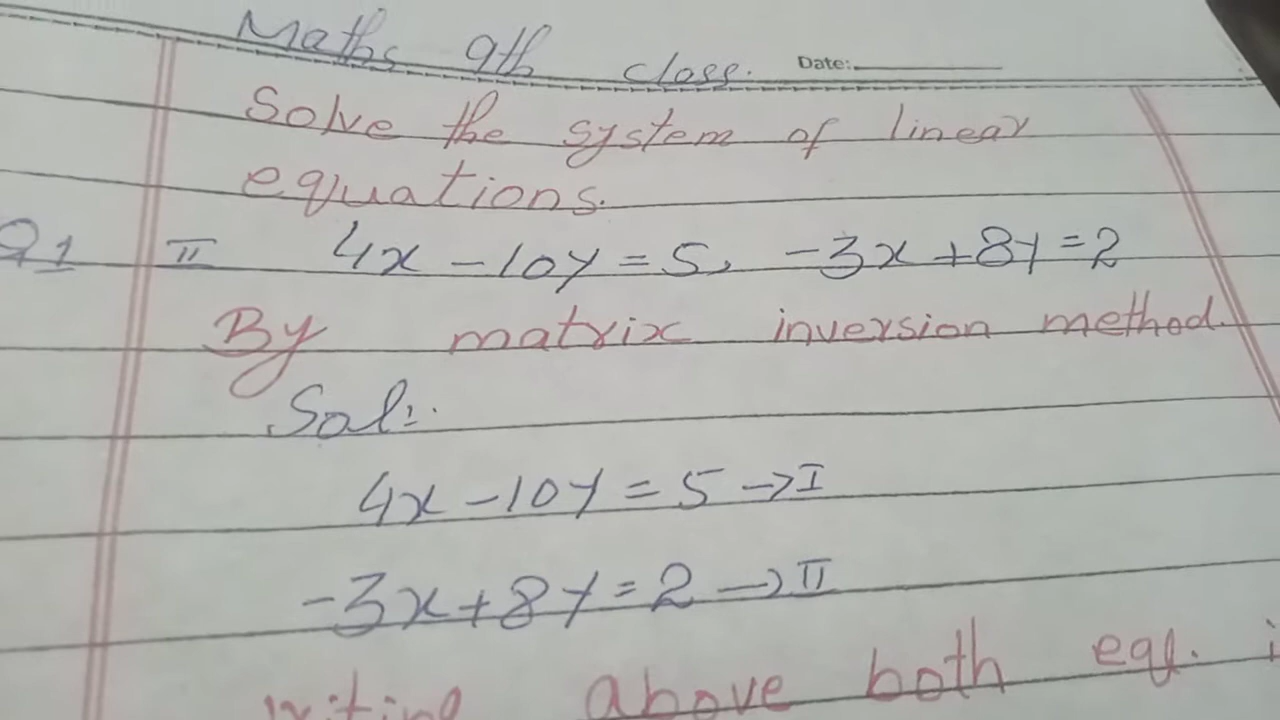 Maths 9th class.
Date:
Solve the system of linear
equations.
Q1 II 4x - 10y = 5, -3x + 8y = 2
By matrix inversion method.
Sol:.
4x - 10y = 5 → I
-3x + 8y = 2 → II
writing above both eq.